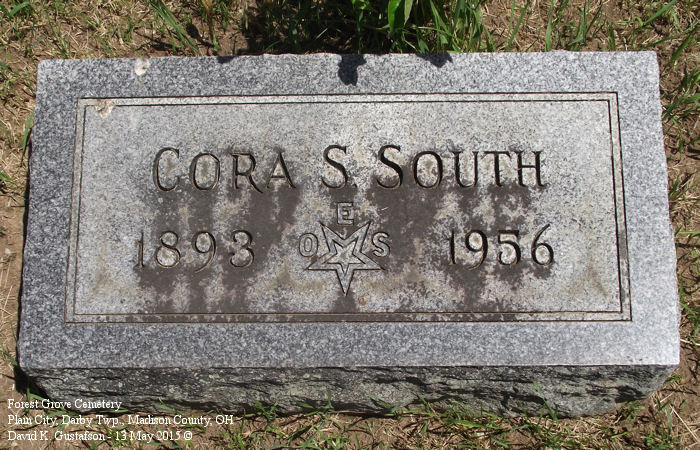 CORA S. SOUTH
1893 1956
E
O S
Forest Grove Cemetery
Plain City, Darby Twp., Madison County, OH
David K. Gustafson - 13 May 2015 ©